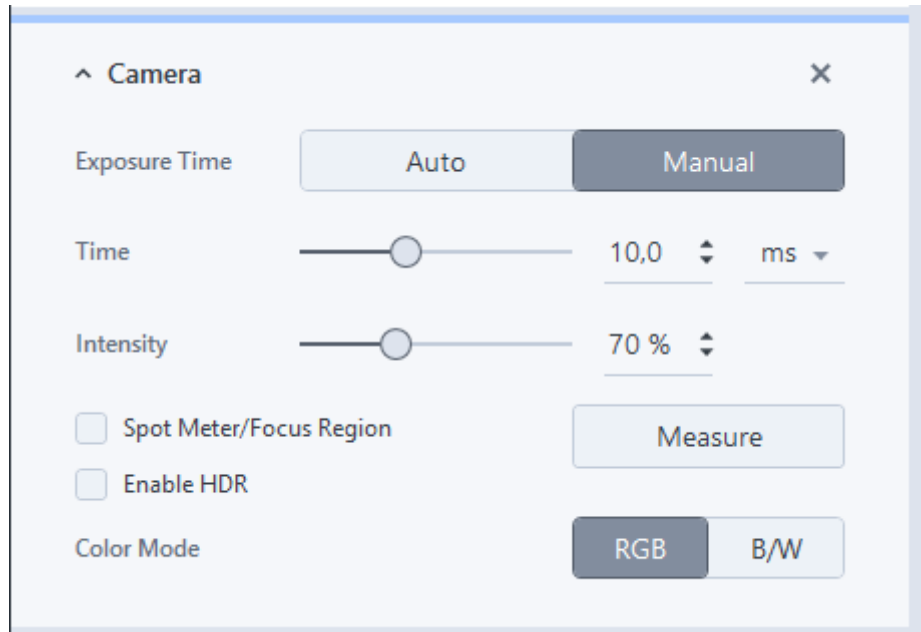 Camera
Exposure Time Auto Manual
Time 10,0 ms
Intensity 70 %
Spot Meter/Focus Region Measure
Enable HDR
Color Mode RGB B/W